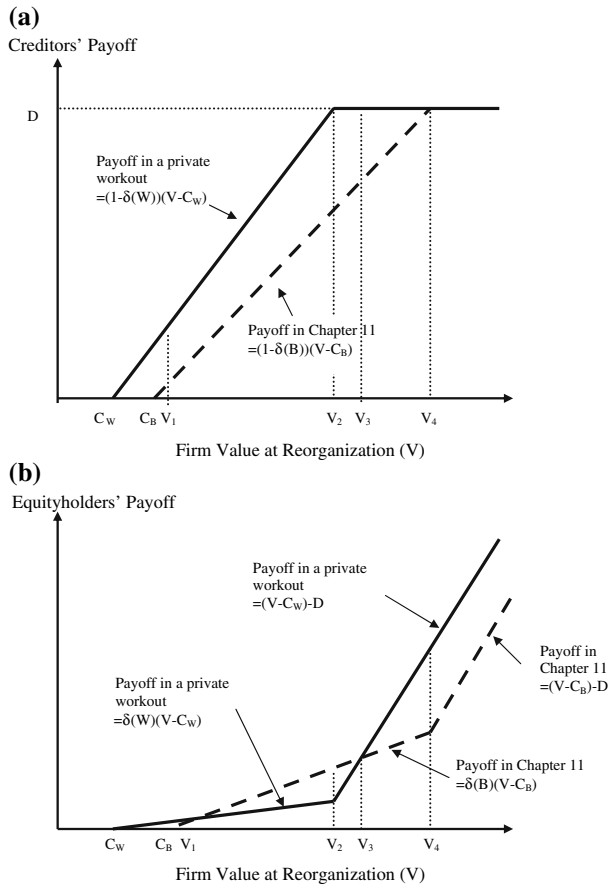 (a)
Creditors' Payoff
D
Payoff in a private
workout
=(1-δ(W))(V-C_W)
Payoff in Chapter 11
=(1-δ(B))(V-C_B)
C_W C_B V_1 V_2 V_3 V_4
Firm Value at Reorganization (V)
(b)
Equityholders' Payoff
Payoff in a private
workout
=(V-C_W)-D
Payoff in
Chapter 11
=(V-C_B)-D
Payoff in a private
workout
=δ(W)(V-C_W)
Payoff in Chapter 11
=δ(B)(V-C_B)
C_W C_B V_1 V_2 V_3 V_4
Firm Value at Reorganization (V)